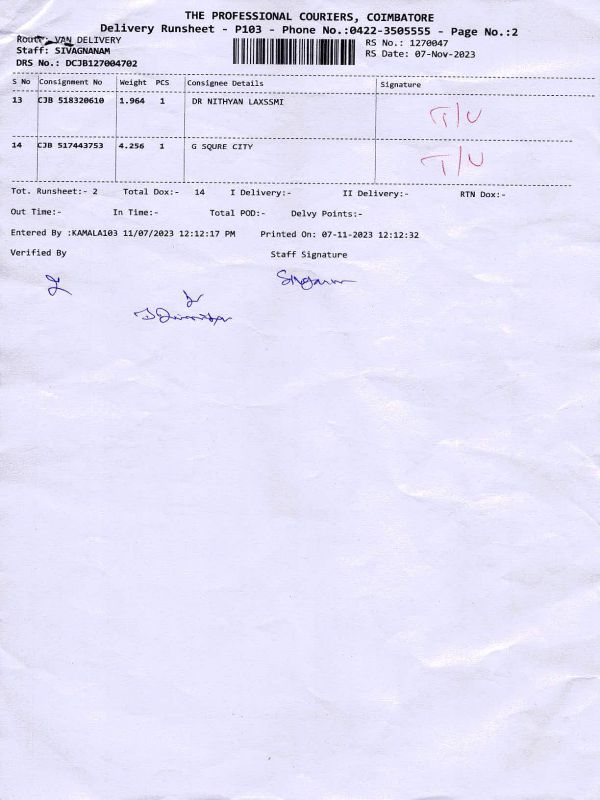 THE PROFESSIONAL COURIERS, COIMBATORE
Delivery Runsheet - P103 - Phone No.:0422-3505555 - Page No.:2
Route: VAN DELIVERY
RS No.: 1270047
Staff: SIVAGNANAM
RS Date: 07-Nov-2023
DRS No.: DCJB127004702
S No Consignment No Weight PCS Consignee Details Signature
13 CJB 518320610 1.964 1 DR NITHYAN LAXSSMI T/U
14 CJB 517443753 4.256 1 G SQURE CITY T/U
Tot. Runsheet:- 2 Total Dox:- 14 I Delivery:- II Delivery:- RTN Dox:-
Out Time:- In Time:- Total POD:- Delvy Points:-
Entered By :KAMALA103 11/07/2023 12:12:17 PM Printed On: 07-11-2023 12:12:32
Verified By Staff Signature